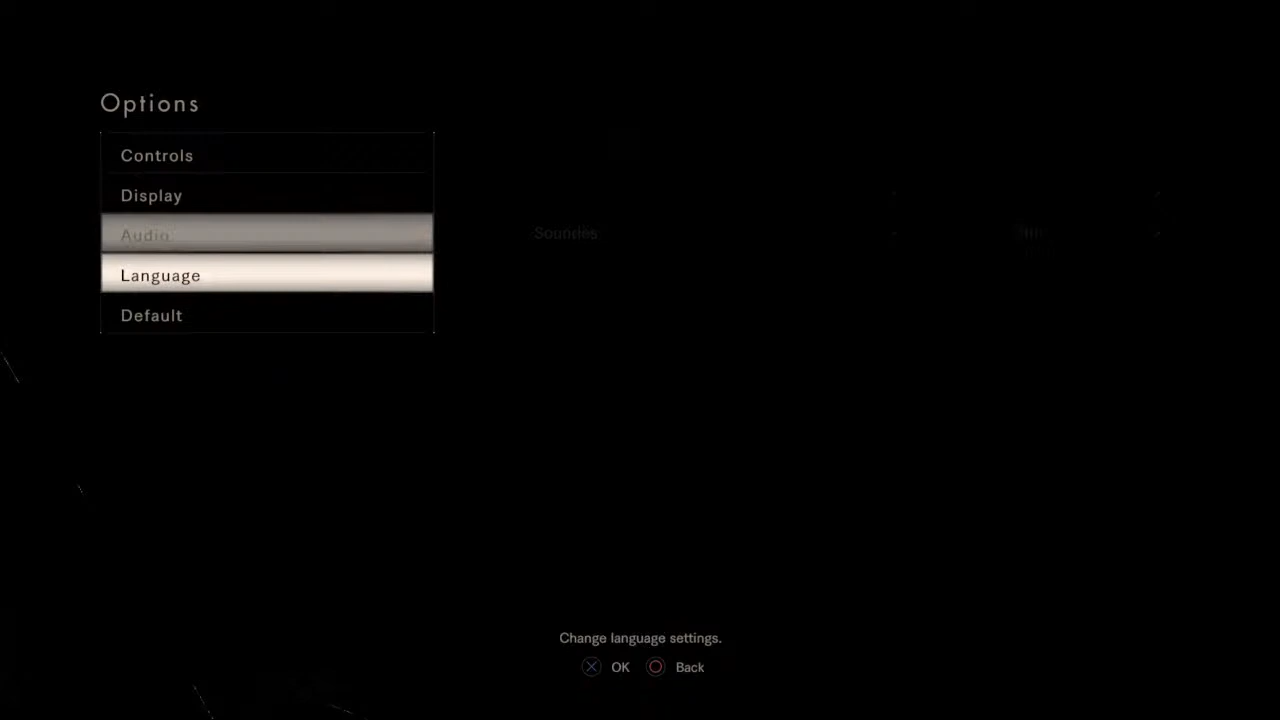 Options
Controls
Display
Audio
Language
Default
Change language settings.
OK Back